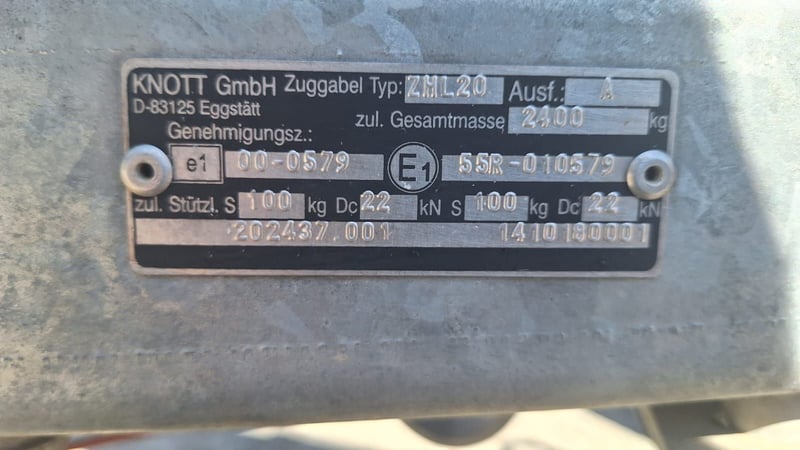 KNOTT GmbH Zuggabel Typ: ZHL20 Ausf.: A
D-83125 Eggstätt
zul. Gesamtmasse 2400 kg
Genehmigungsz.:
e1 00-0579 E1 55R-010579
zul. Stützl. S 100 kg Dc 22 kN S 100 kg Dc 22 kN
202437.001 1410180001